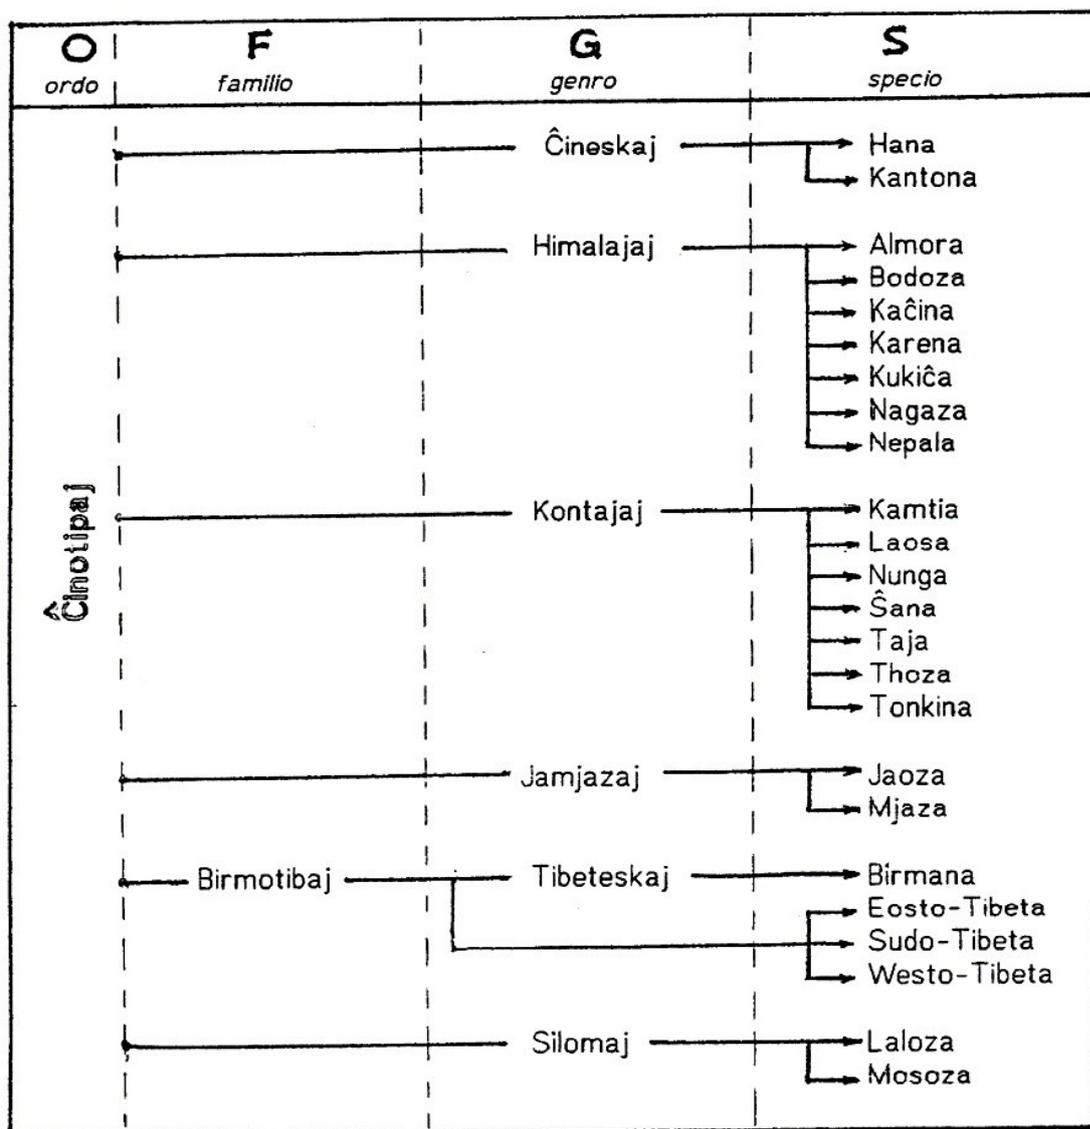 O F G S
ordo familio genro specio
Ĉineskaj Hana
Kantona
Himalajaj Almora
Bodoza
Kaĉina
Karena
Kukiĉa
Nagaza
Nepala
Ĉinotipaj
Kontajaj Kamtia
Laosa
Nunga
Ŝana
Taja
Thoza
Tonkina
Jamjazaj Jaoza
Mjaza
Birmotibaj Tibeteskaj Birmana
Eosto-Tibeta
Sudo-Tibeta
Westo-Tibeta
Silomaj Laloza
Mosoza